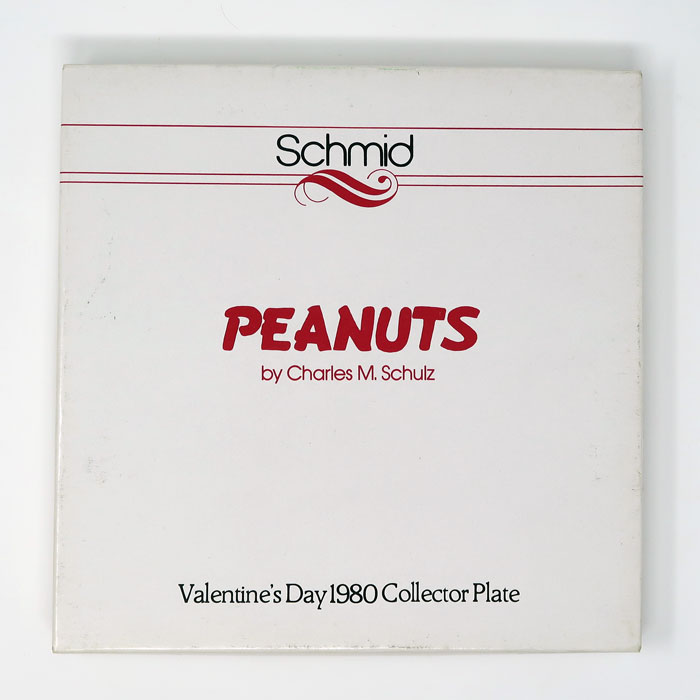 Schmid
PEANUTS
by Charles M. Schulz
Valentine's Day 1980 Collector Plate